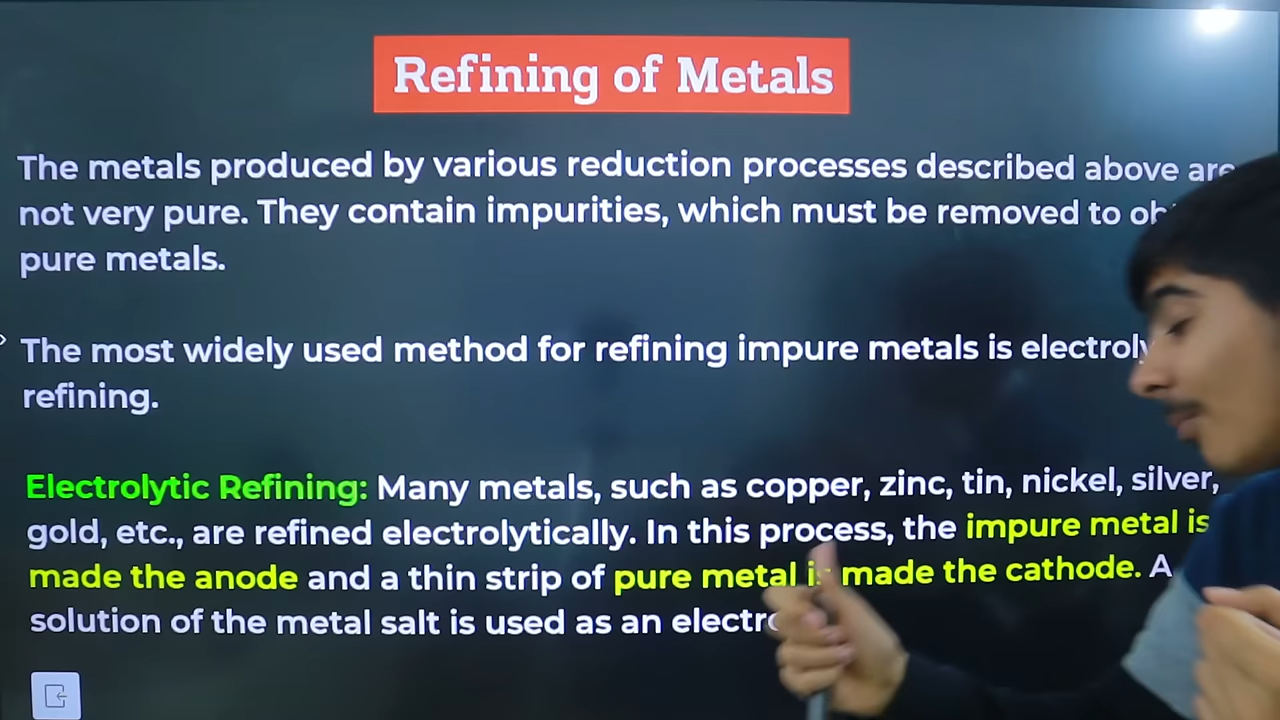 Refining of Metals
The metals produced by various reduction processes described above are
not very pure. They contain impurities, which must be removed to
pure metals.
The most widely used method for refining impure metals is
refining.
Electrolytic Refining: Many metals, such as copper, zinc, tin, nickel, silver,
gold, etc., are refined electrolytically. In this process, the impure metal is
made the anode and a thin strip of pure metal is made the cathode. A
solution of the metal salt is used as an